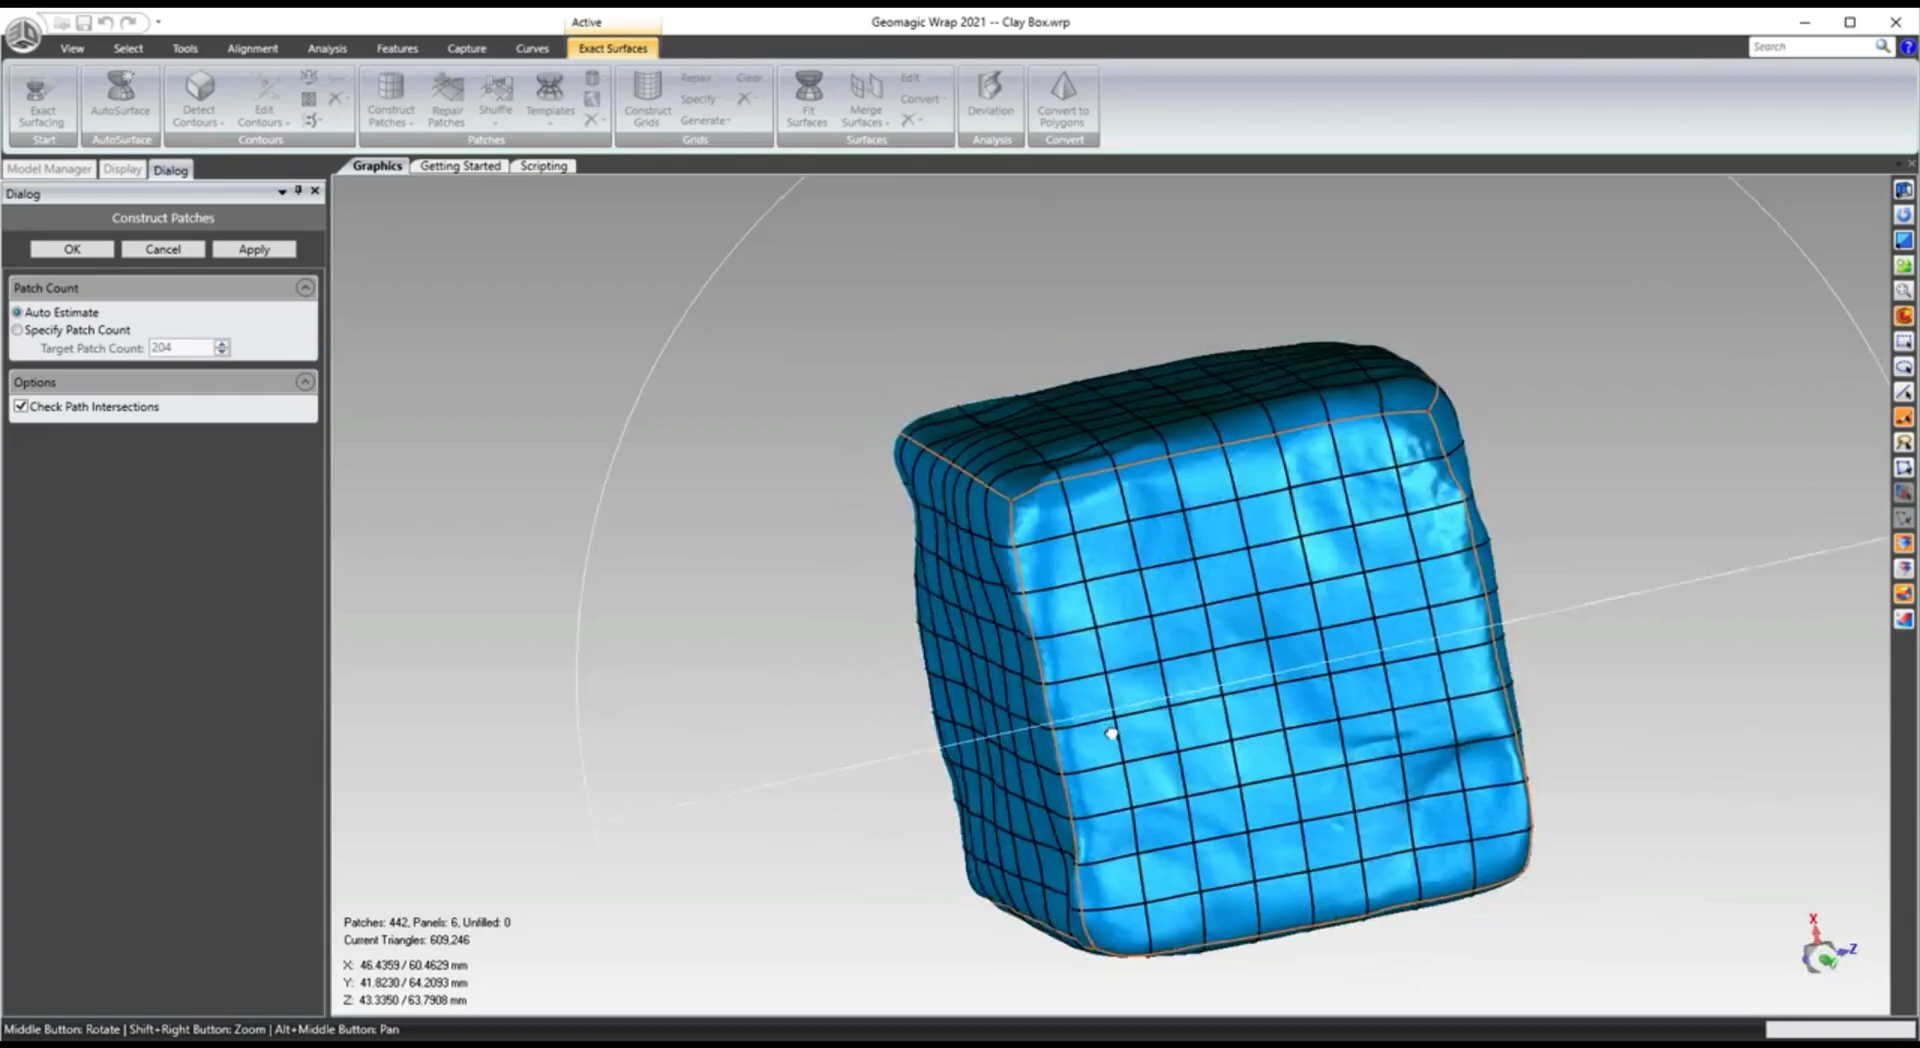 Active
Geomagic Wrap 2021 -- Clay Box.wrp
View Select Tools Alignment Analysis Features Capture Curves Exact Surfaces
Search
Exact Surfacing
AutoSurface
Detect Contours
Edit Contours
Construct Patches
Repair Patches
Shuffle
Templates
Construct Grids
Repair
Specify
Generate
Clear
Fit Surfaces
Merge Surfaces
Edit
Convert
Deviation
Convert to Polygons
Start AutoSurface Contours Patches Grids Surfaces Analysis Convert
Model Manager Display Dialog
Graphics Getting Started Scripting
Dialog
Construct Patches
OK Cancel Apply
Patch Count
Auto Estimate
Specify Patch Count
Target Patch Count: 204
Options
Check Path Intersections
Patches: 442, Panels: 6, Unfilled: 0
Current Triangles: 609,246
X: 46.4359 / 60.4629 mm
Y: 41.8230 / 64.2093 mm
Z: 43.3350 / 63.7908 mm
X
Z
Middle Button: Rotate | Shift+Right Button: Zoom | Alt+Middle Button: Pan